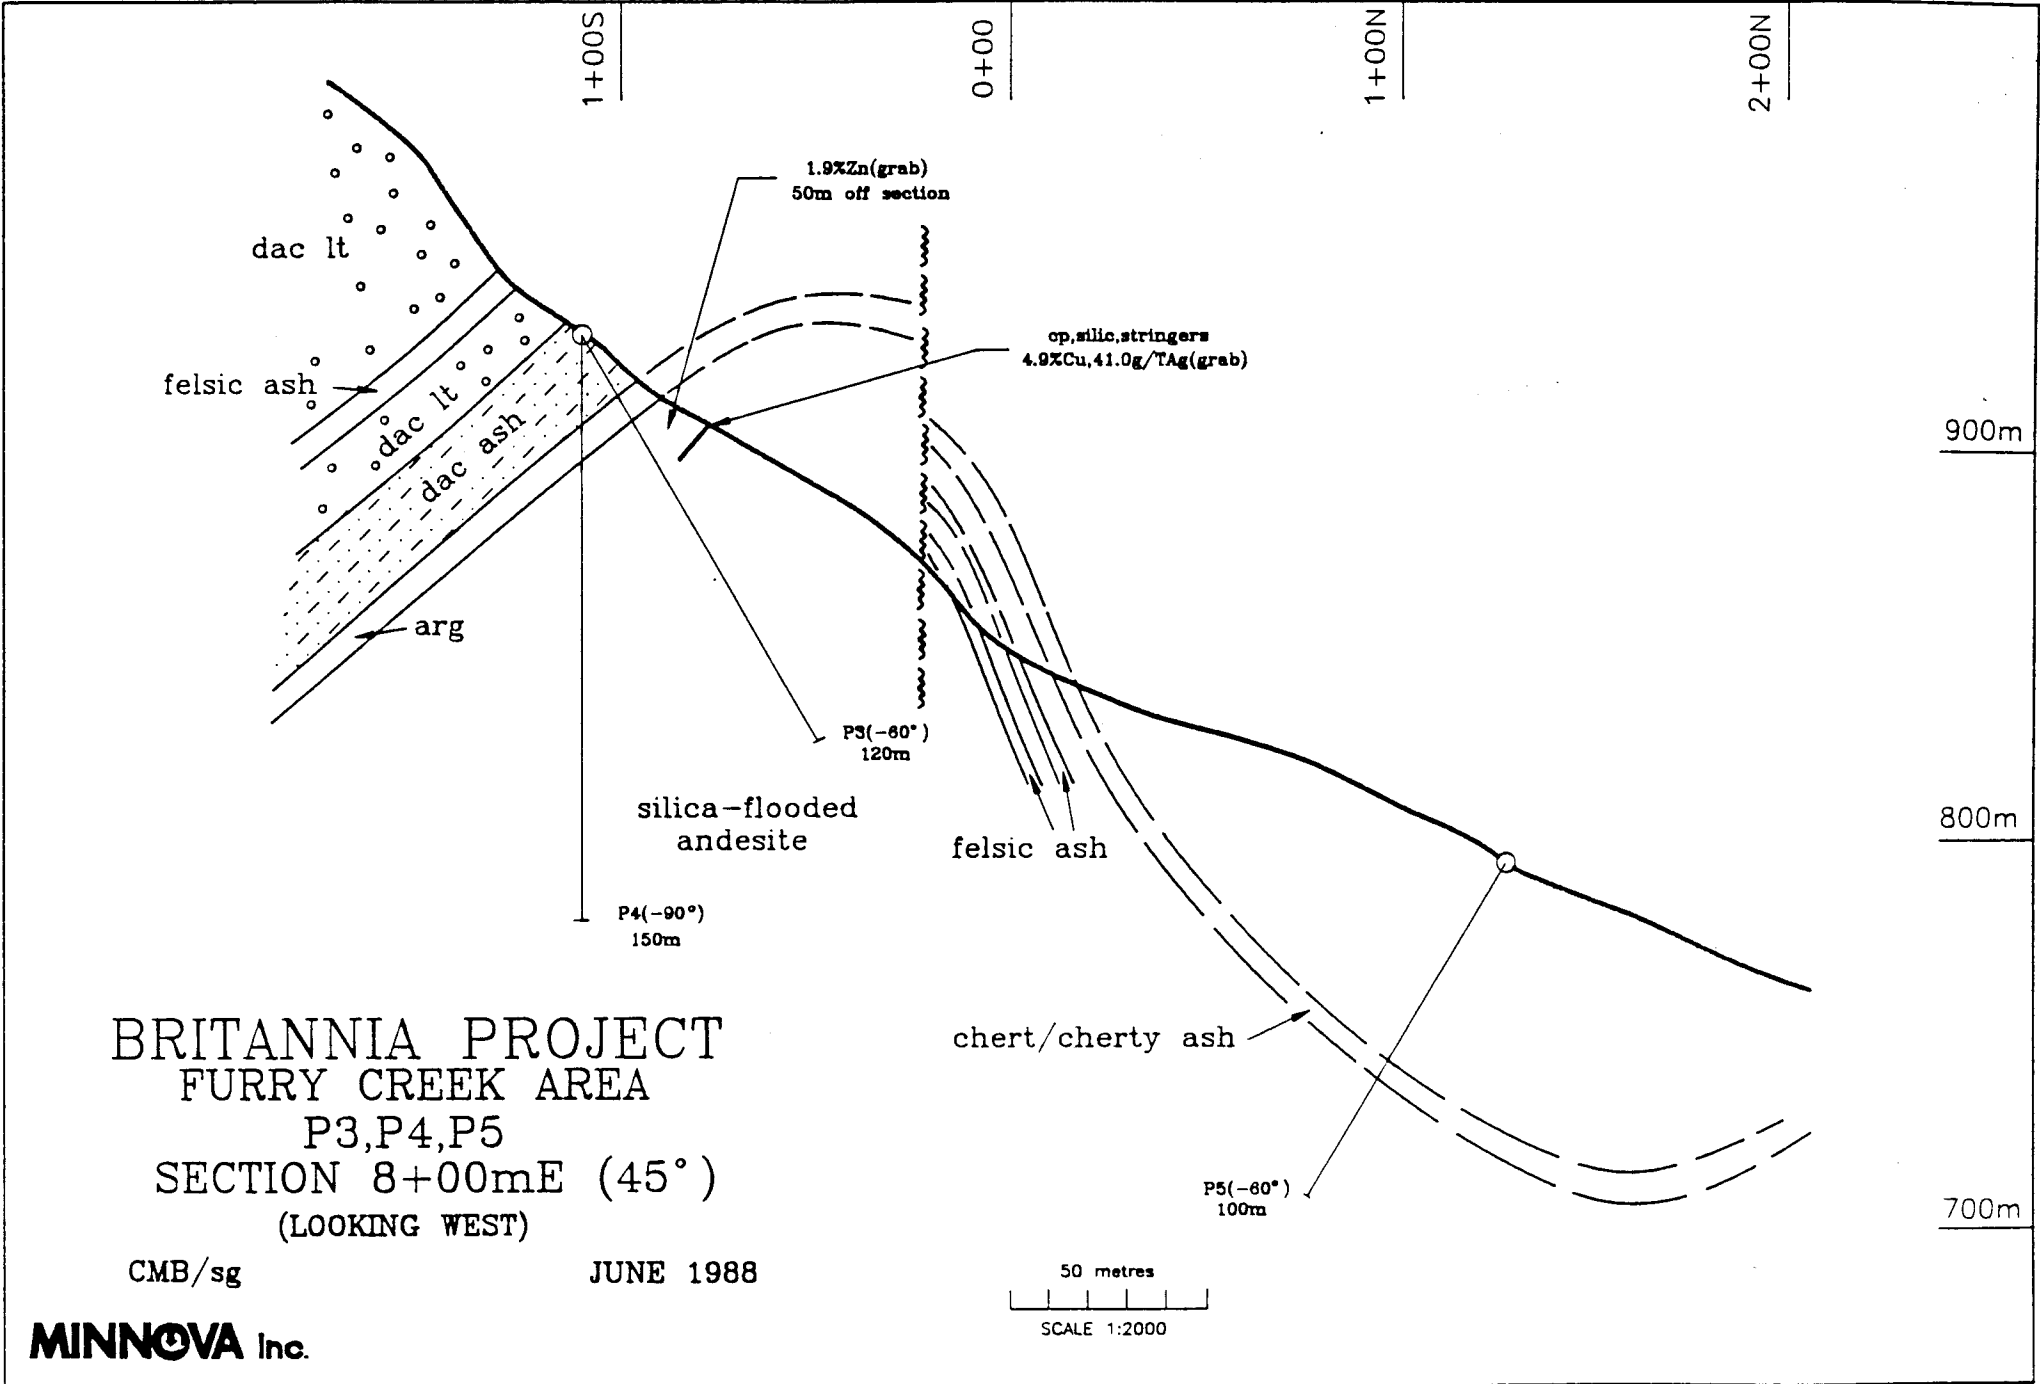 1+00S
0+00
1+00N
2+00N
1.9%Zn(grab)
50m off section
dac lt
cp,silic,stringers
4.9%Cu,41.0g/TAg(grab)
felsic ash
dac lt
dac ash
900m
arg
P3(-60°)
120m
silica-flooded
andesite
800m
felsic ash
P4(-90°)
150m
chert/cherty ash
BRITANNIA PROJECT
FURRY CREEK AREA
P3,P4,P5
SECTION 8+00mE (45°)
(LOOKING WEST)
P5(-60°)
100m
700m
CMB/sg
JUNE 1988
50 metres
SCALE 1:2000
MINNOVA Inc.